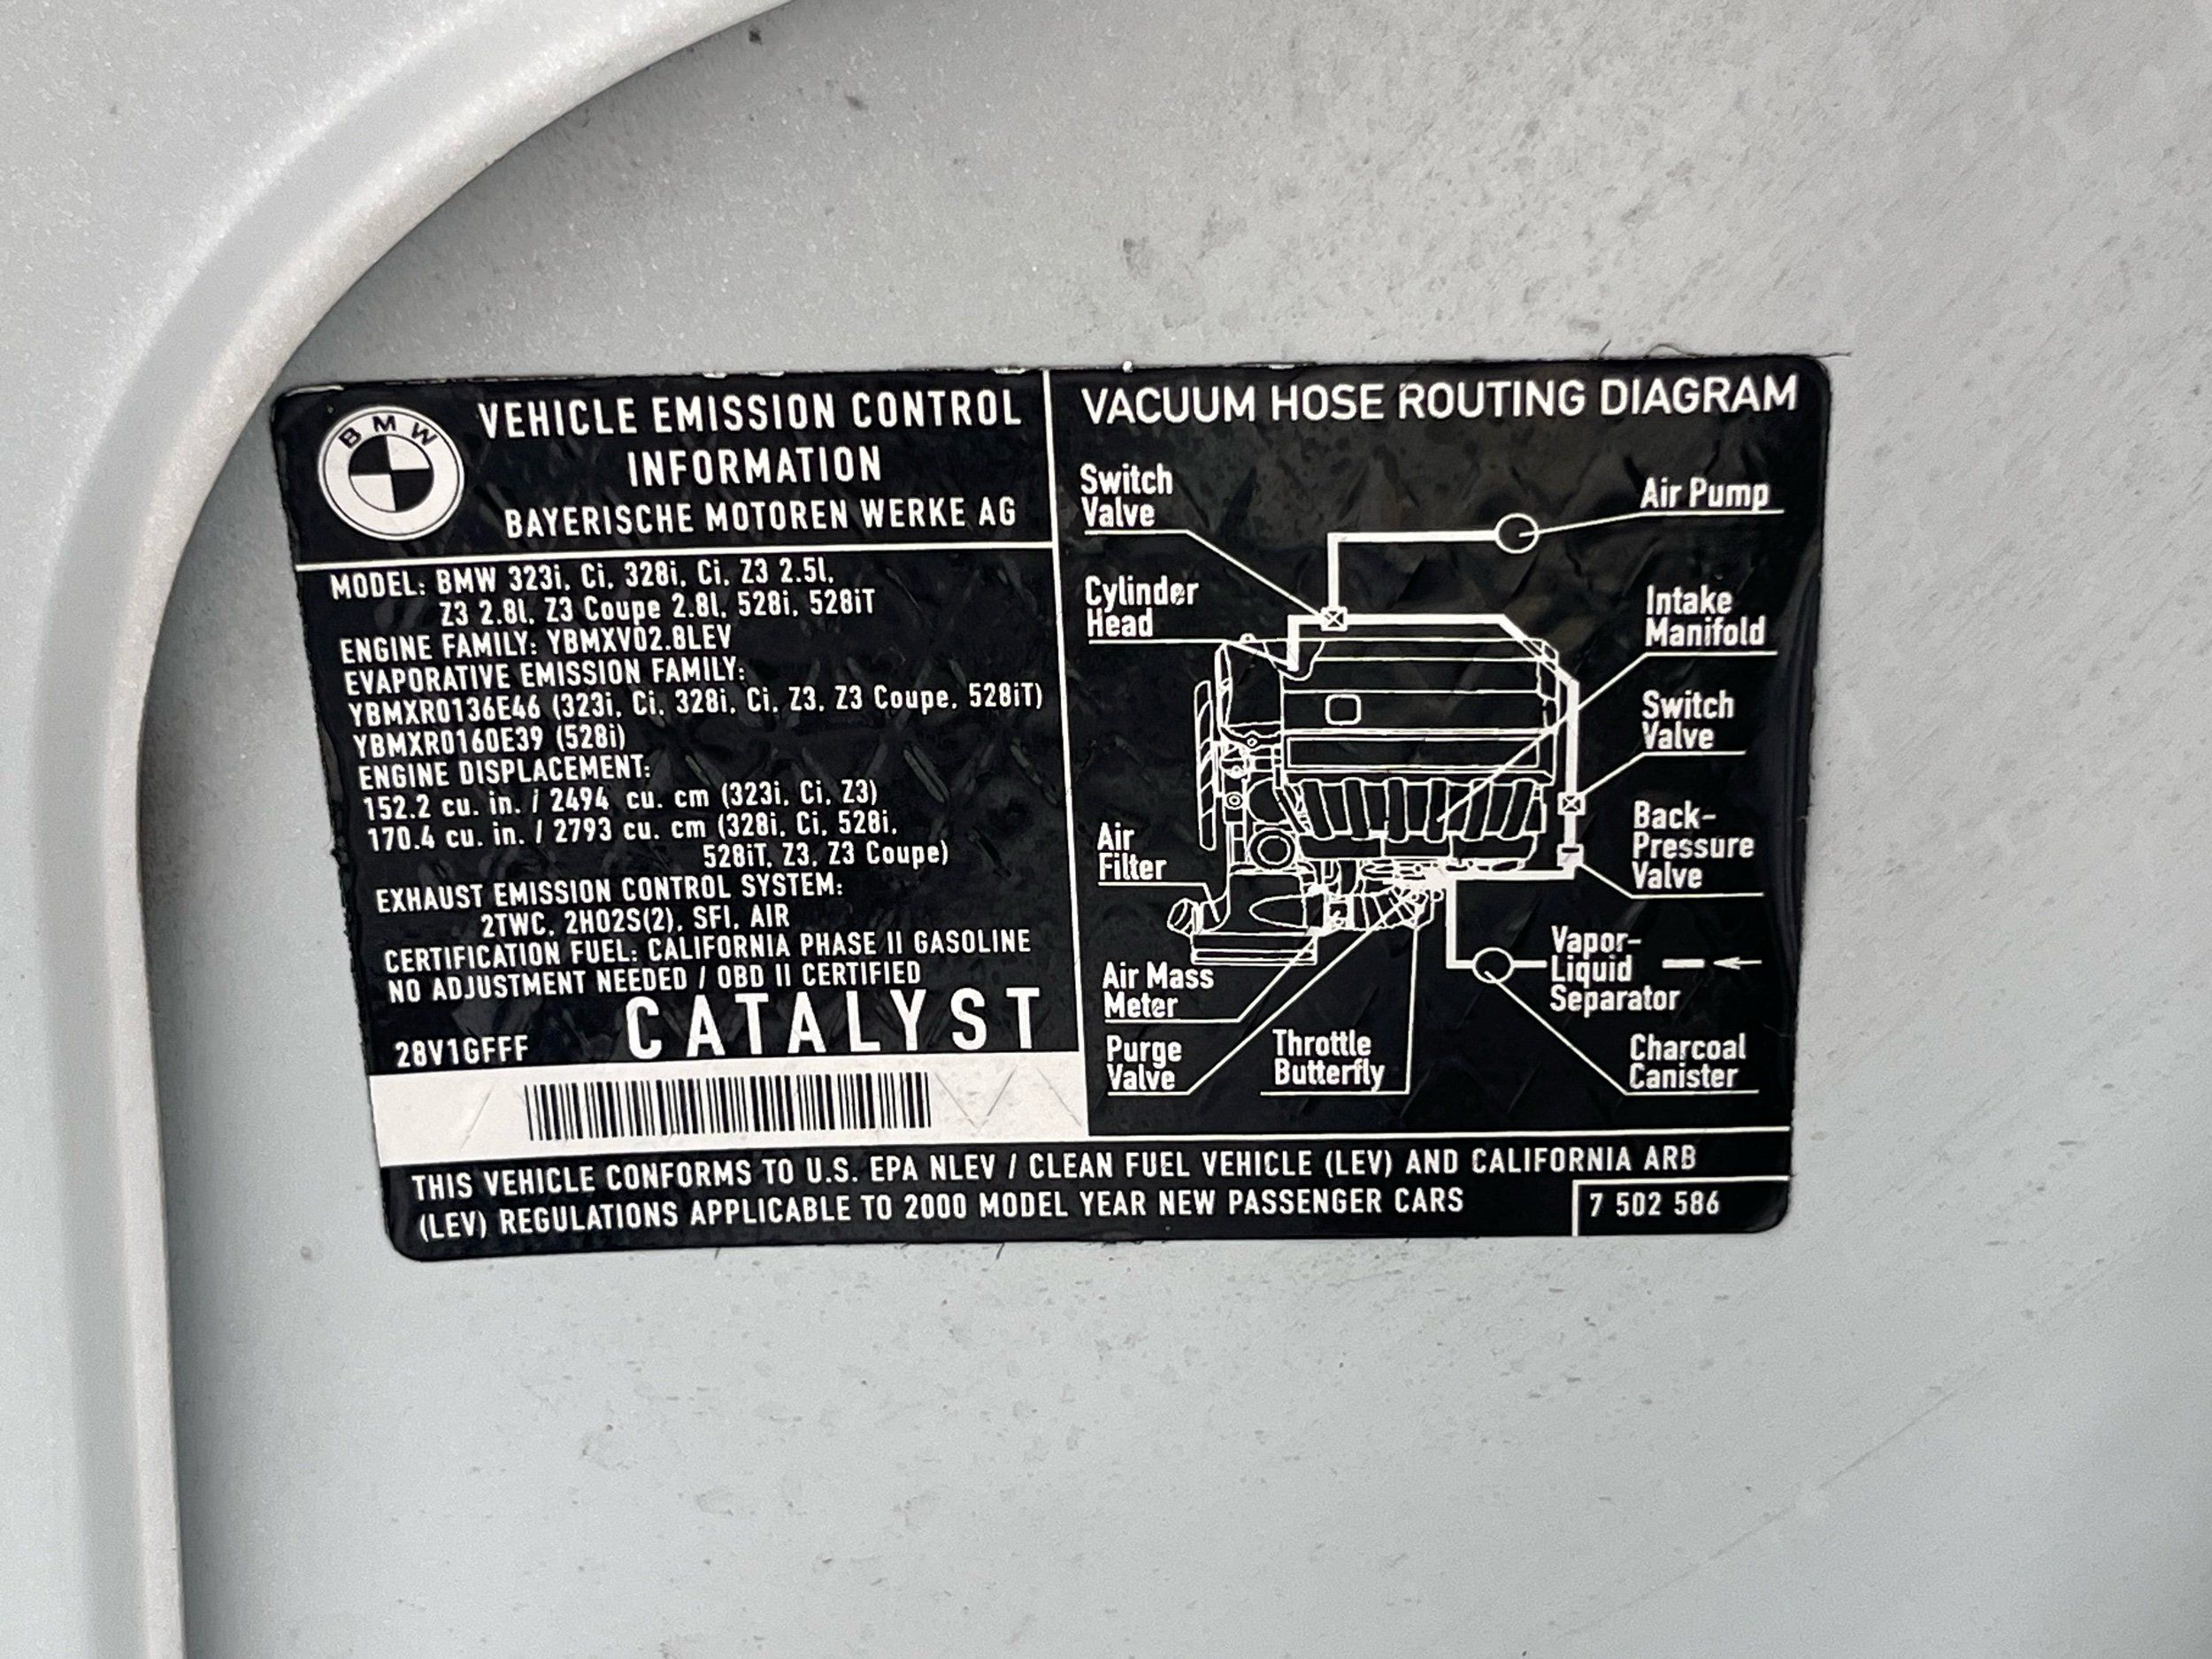 BMW
VEHICLE EMISSION CONTROL
INFORMATION
BAYERISCHE MOTOREN WERKE AG
MODEL: BMW 323i, Ci, 328i, Ci, Z3 2.5l,
Z3 2.8l, Z3 Coupe 2.8l, 528i, 528iT
ENGINE FAMILY: YBMXV02.8LEV
EVAPORATIVE EMISSION FAMILY:
YBMXR0136E46 (323i, Ci, 328i, Ci, Z3, Z3 Coupe, 528iT)
YBMXR0160E39 (528i)
ENGINE DISPLACEMENT:
152.2 cu. in. / 2494 cu. cm (323i, Ci, Z3)
170.4 cu. in. / 2793 cu. cm (328i, Ci, 528i,
528iT, Z3, Z3 Coupe)
EXHAUST EMISSION CONTROL SYSTEM:
2TWC, 2HO2S(2), SFI, AIR
CERTIFICATION FUEL: CALIFORNIA PHASE II GASOLINE
NO ADJUSTMENT NEEDED / OBD II CERTIFIED
28V1GFFF CATALYST
VACUUM HOSE ROUTING DIAGRAM
Switch
Valve
Air Pump
Cylinder
Head
Intake
Manifold
Switch
Valve
Air
Filter
Back-
Pressure
Valve
Air Mass
Meter
Vapor-
Liquid
Separator
Purge
Valve
Throttle
Butterfly
Charcoal
Canister
THIS VEHICLE CONFORMS TO U.S. EPA NLEV / CLEAN FUEL VEHICLE (LEV) AND CALIFORNIA ARB
(LEV) REGULATIONS APPLICABLE TO 2000 MODEL YEAR NEW PASSENGER CARS
7 502 586